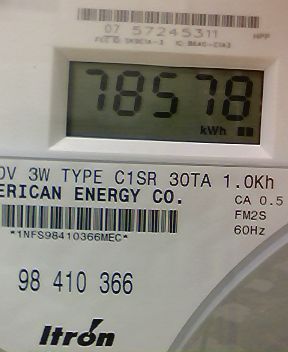 07 57245311 HPP
78578
kWh
0V 3W TYPE C1SR 30TA 1.0Kh
ERICAN ENERGY CO. CA 0.5
FM2S
*1NFS98410366MEC* 60Hz
98 410 366
Itron